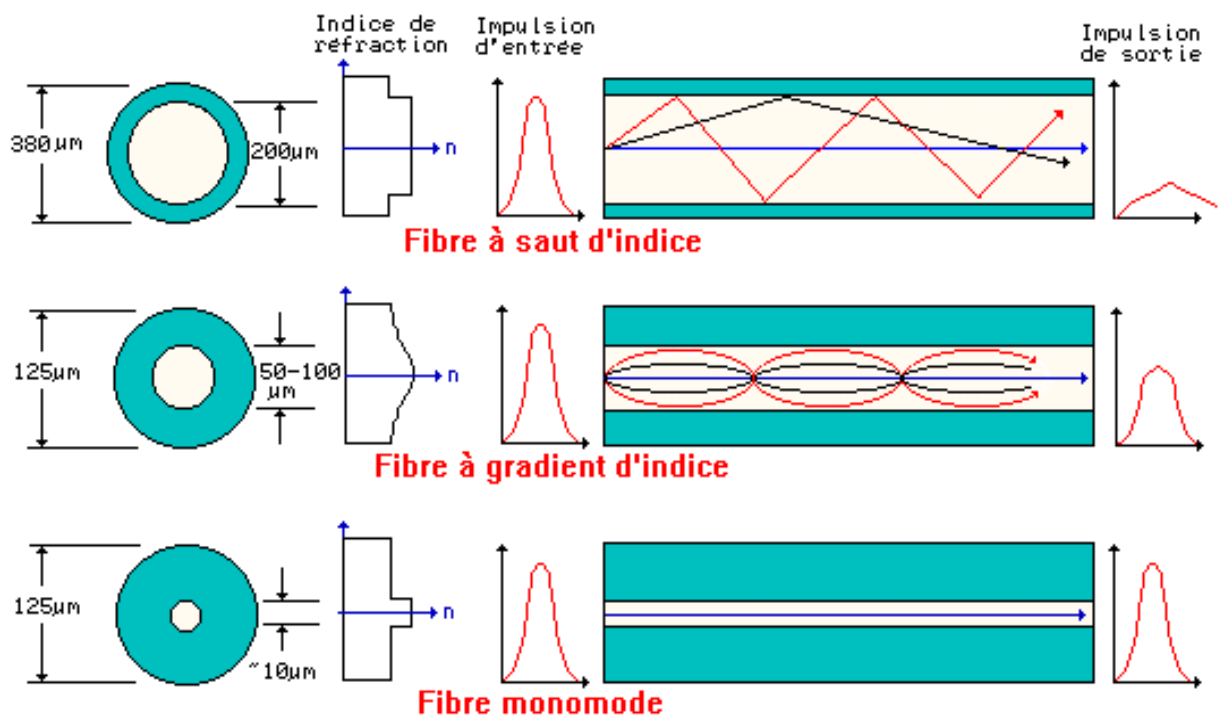 Indice de
réfraction
Impulsion
d'entrée
Impulsion
de sortie
380µm
200µm
n
Fibre à saut d'indice
125µm
50-100
µm
n
Fibre à gradient d'indice
125µm
~10µm
n
Fibre monomode